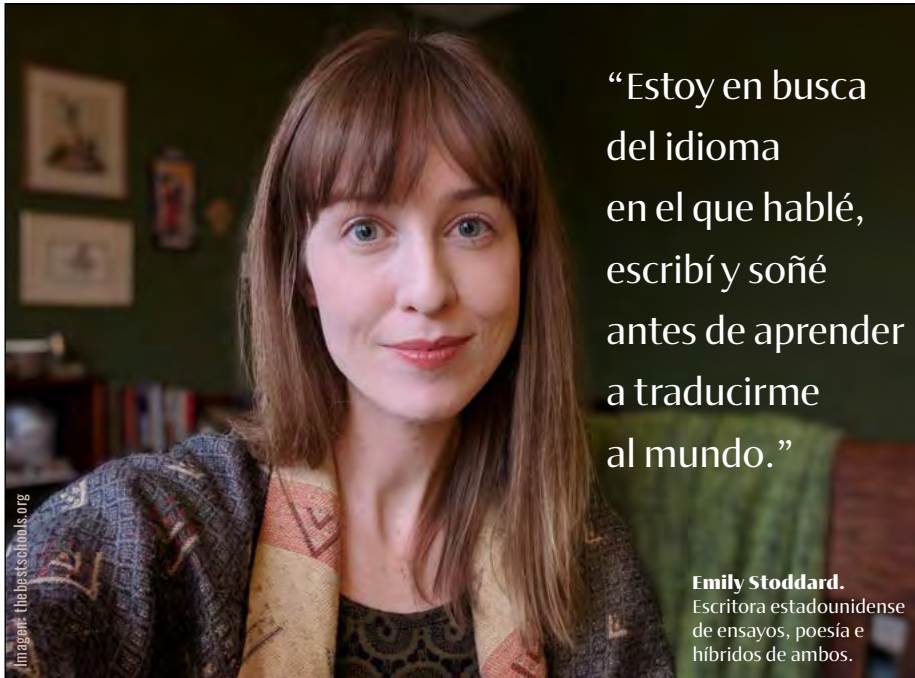 “Estoy en busca
del idioma
en el que hablé,
escribí y soñé
antes de aprender
a traducirme
al mundo.”
Emily Stoddard.
Escritora estadounidense
de ensayos, poesía e
híbridos de ambos.
Imagen: thebestschools.org